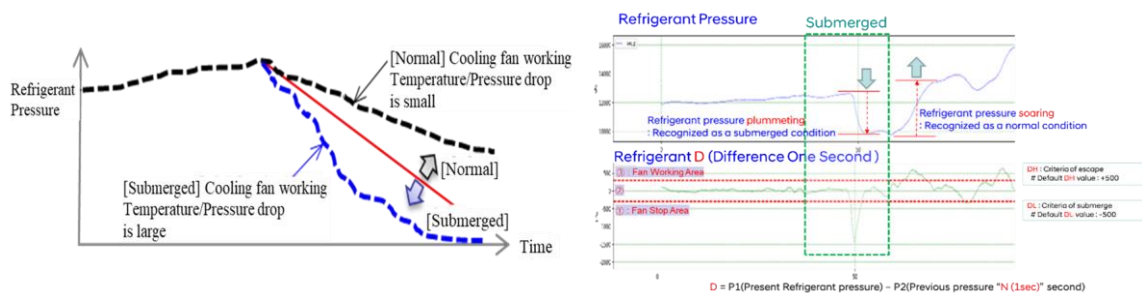 Refrigerant
Pressure
[Normal] Cooling fan working
Temperature/Pressure drop
is small
[Normal]
[Submerged] Cooling fan working
Temperature/Pressure drop
is large
[Submerged]
Time
Refrigerant Pressure
Submerged
Refrigerant pressure plummeting
: Recognized as a submerged condition
Refrigerant pressure soaring
: Recognized as a normal condition
Refrigerant D (Difference One Second )
: Fan Working Area
②
① : Fan Stop Area
DH : Criteria of escape
# Default DH value : +500
DL : Criteria of submerge
# Default DL value : -500
D = P1(Present Refrigerant pressure) – P2(Previous pressure "N (1sec)" second)